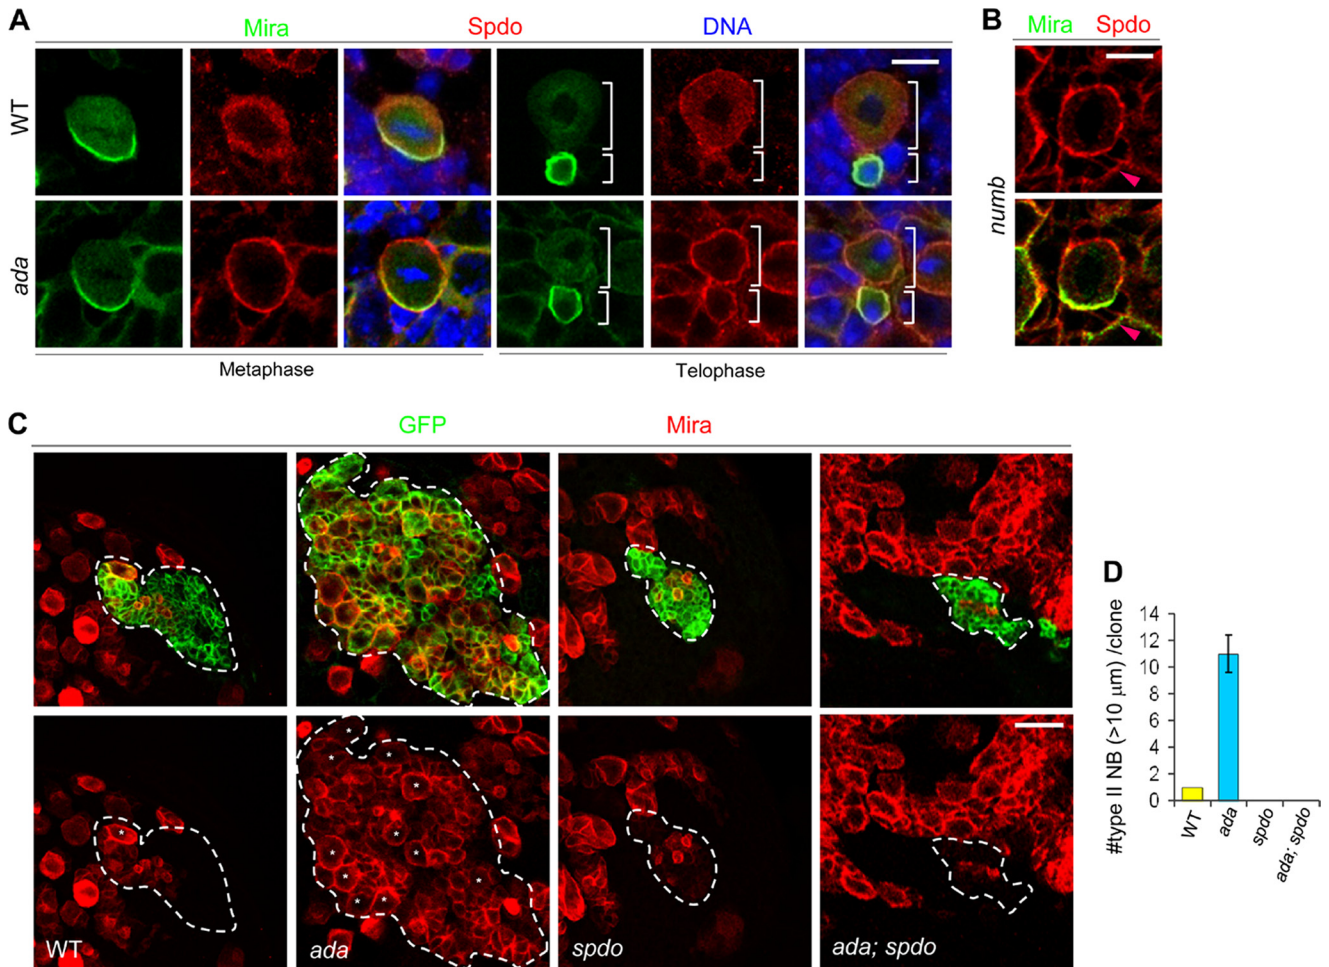 A
Mira Spdo DNA
WT
ada
Metaphase Telophase
B
Mira Spdo
numb
C
GFP Mira
WT ada spdo ada; spdo
D
#type II NB (>10 μm) /clone
14
12
10
8
6
4
2
0
WT ada spdo ada; spdo